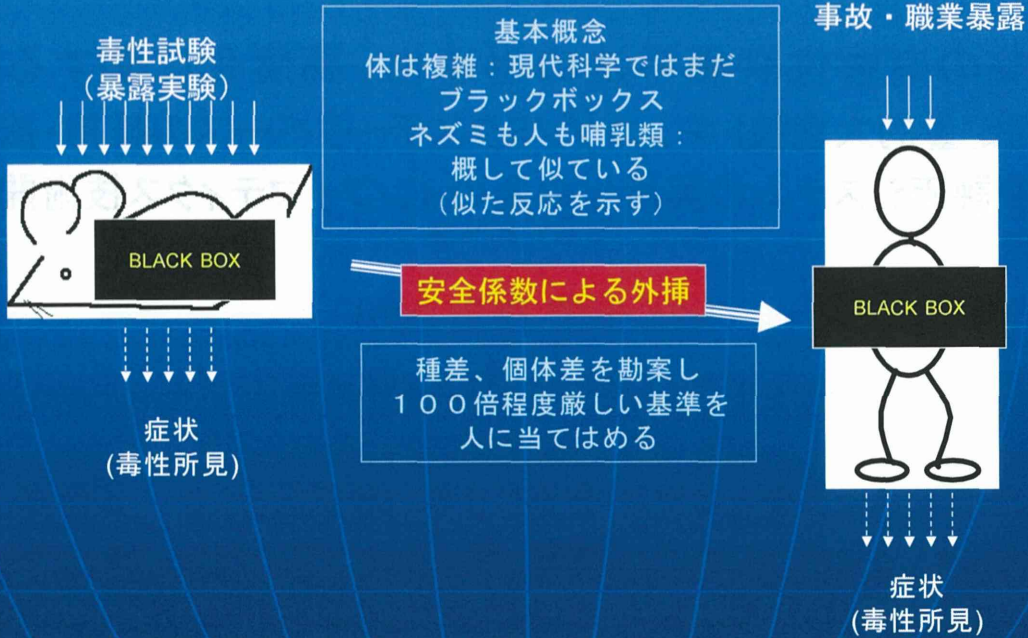 毒性試験
(暴露実験)
BLACK BOX
症状
(毒性所見)
基本概念
体は複雑：現代科学ではまだ
ブラックボックス
ネズミも人も哺乳類：
概して似ている
（似た反応を示す）
安全係数による外挿
種差、個体差を勘案し
１００倍程度厳しい基準を
人に当てはめる
事故・職業暴露
BLACK BOX
症状
(毒性所見)